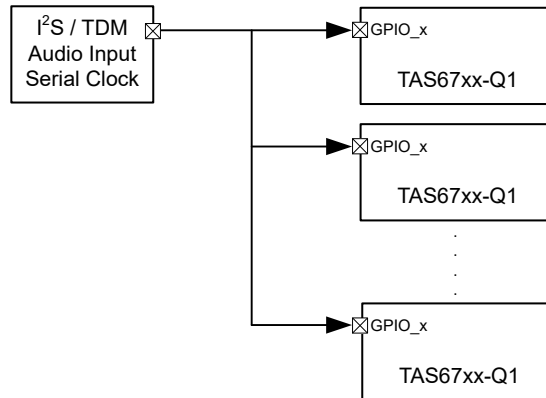 I²S / TDM
Audio Input
Serial Clock
GPIO_x
TAS67xx-Q1
GPIO_x
TAS67xx-Q1
GPIO_x
TAS67xx-Q1